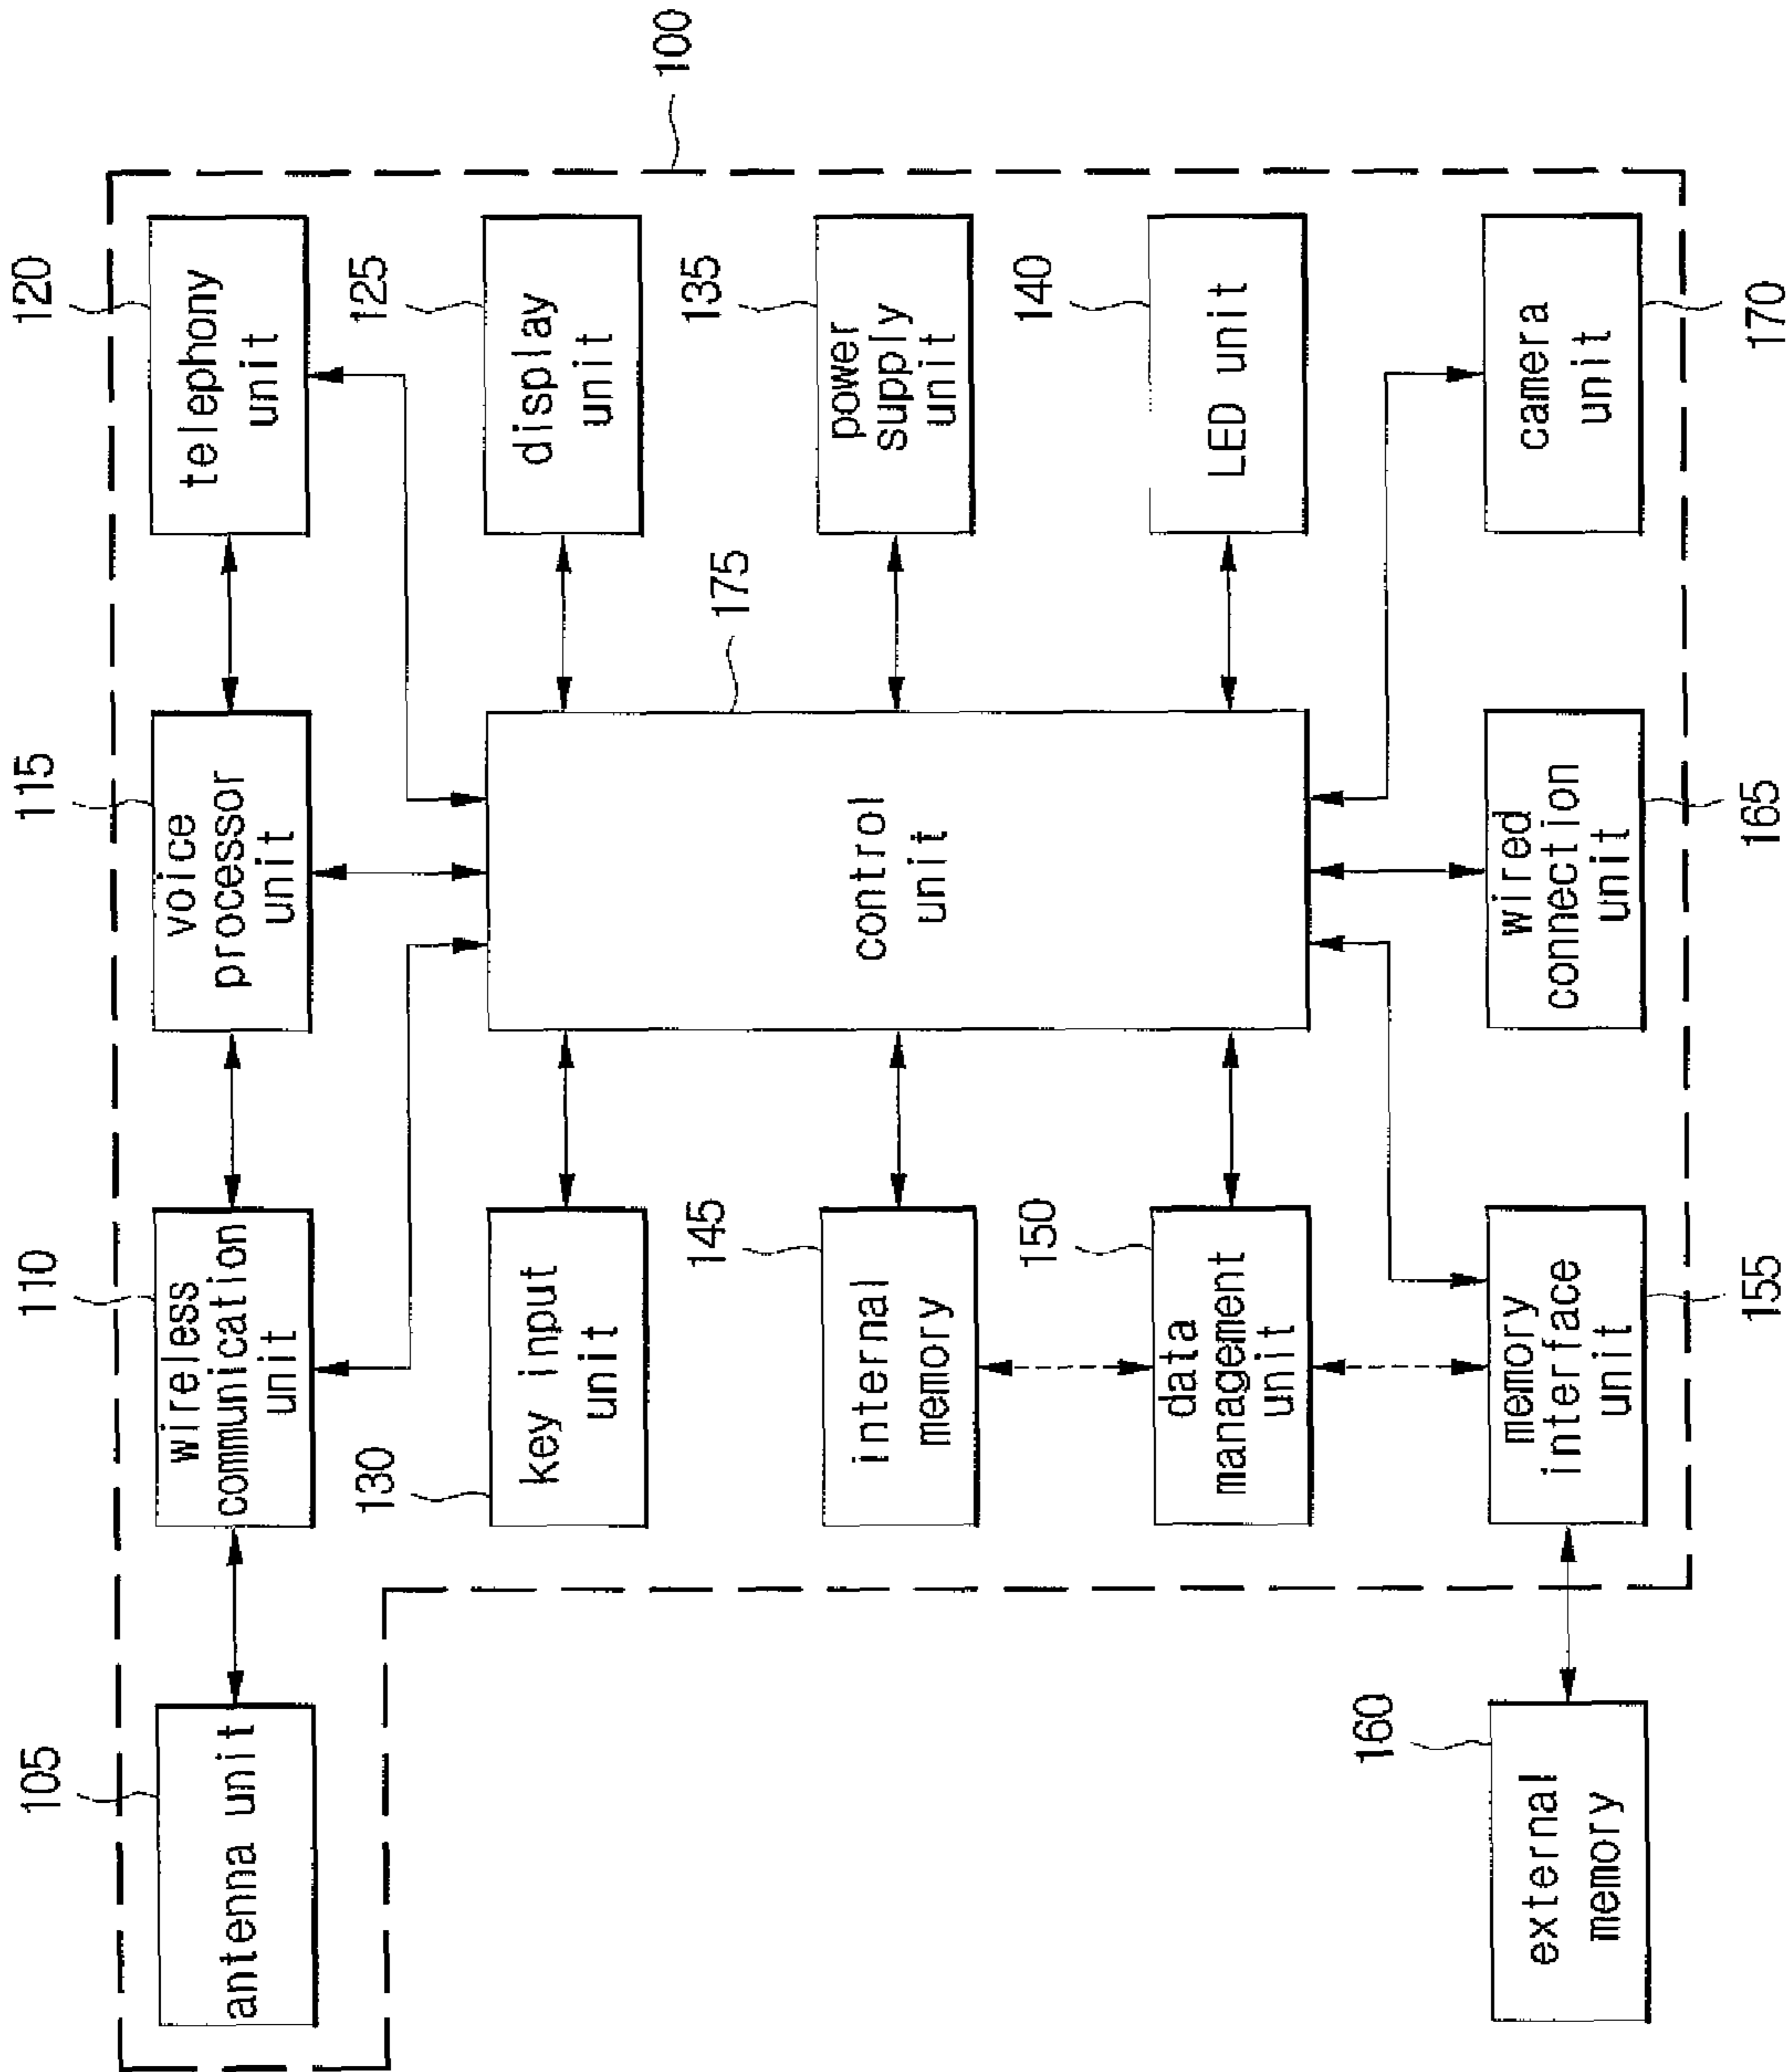 105
110
115
120
100
antenna unit
wireless
communication
unit
voice
processor
unit
telephony
unit
130
key input
unit
175
125
display
unit
145
internal
memory
control
unit
135
power
supply
unit
150
data
management
unit
140
LED unit
160
external
memory
memory
interface
unit
wired
connection
unit
camera
unit
155
165
170